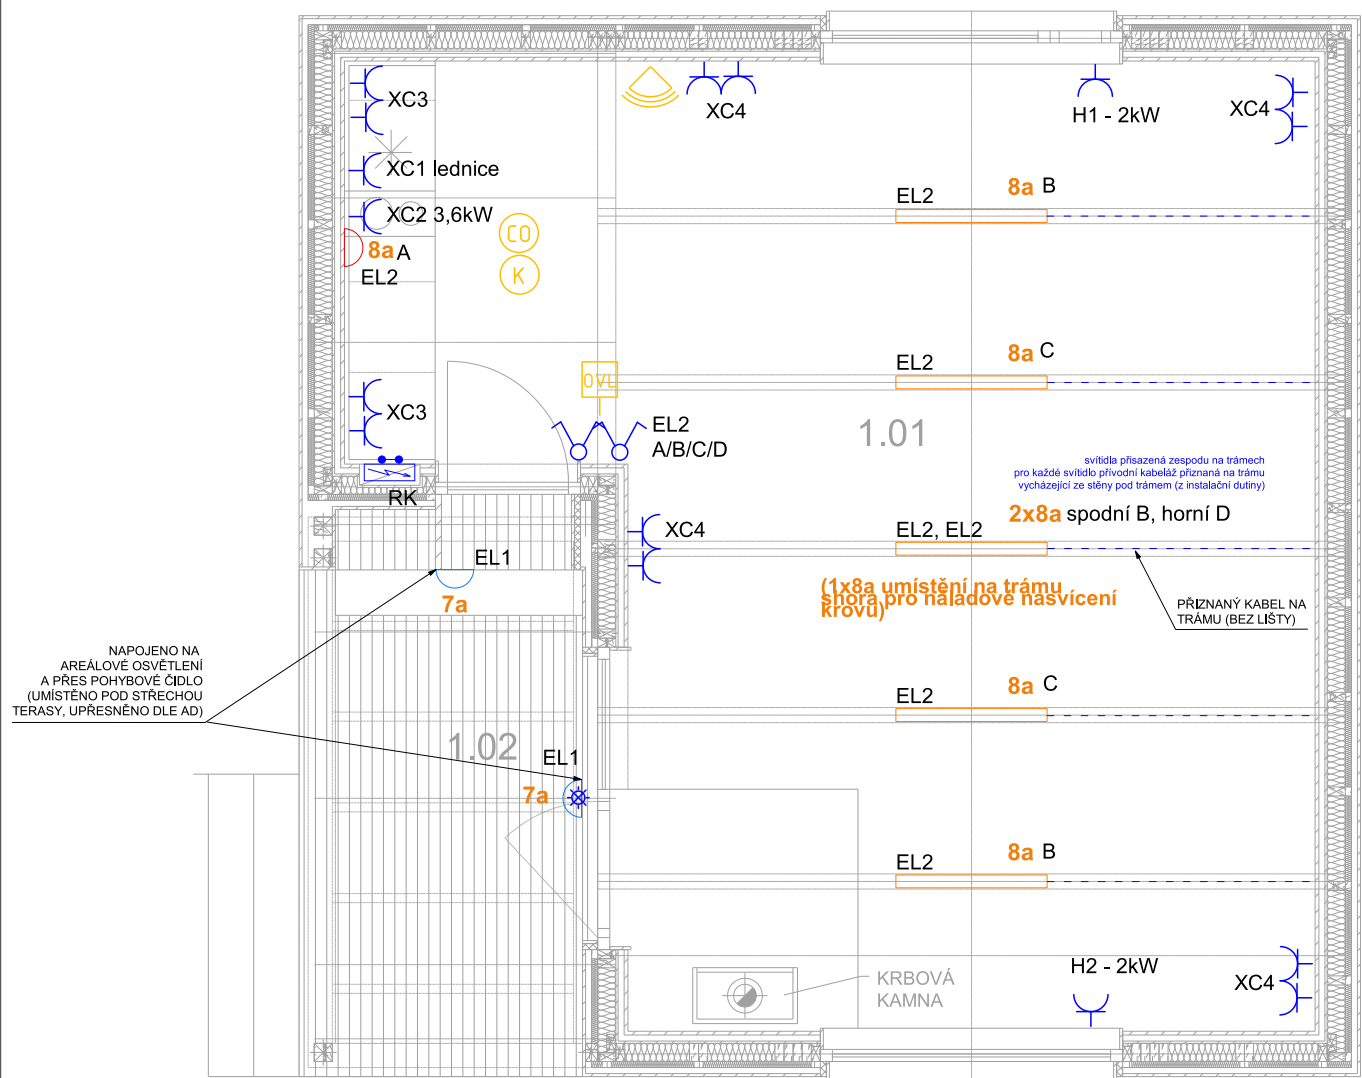 XC3
XC4
H1 - 2kW
XC4
XC1 lednice
EL2
8a B
XC2 3,6kW
CO
8a A
EL2
K
EL2
8a C
OVL
XC3
EL2
A/B/C/D
1.01
svítidla přisazená zespodu na trámech
pro každé svítidlo přívodní kabeláž přiznaná na trámu
vycházející ze stěny pod trámem (z instalační dutiny)
RK
2x8a spodní B, horní D
XC4
EL2, EL2
EL1
7a
(1x8a umístění na trámu
shora pro náladové nasvícení
krovu)
PŘIZNANÝ KABEL NA
TRÁMU (BEZ LIŠTY)
NAPOJENO NA
AREÁLOVÉ OSVĚTLENÍ
A PŘES POHYBOVÉ ČIDLO
(UMÍSTĚNO POD STŘECHOU
TERASY, UPŘESNĚNO DLE AD)
EL2
8a C
1.02
EL1
7a
EL2
8a B
KRBOVÁ
KAMNA
H2 - 2kW
XC4